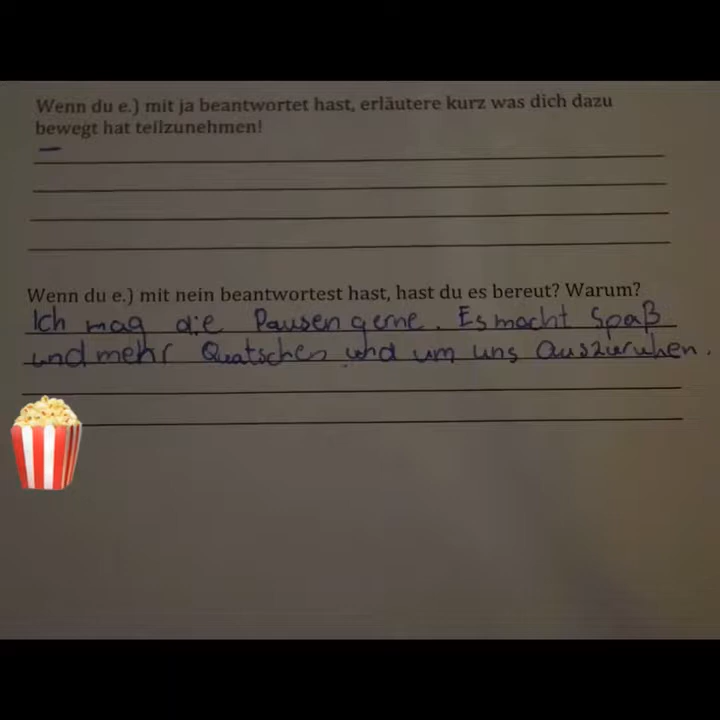 Wenn du e.) mit ja beantwortet hast, erläutere kurz was dich dazu
bewegt hat teilzunehmen!
—
Wenn du e.) mit nein beantwortest hast, hast du es bereut? Warum?
Ich mag die Pausen gerne. Es macht Spaß
und mehr Quatschen und um uns Auszuruhen.